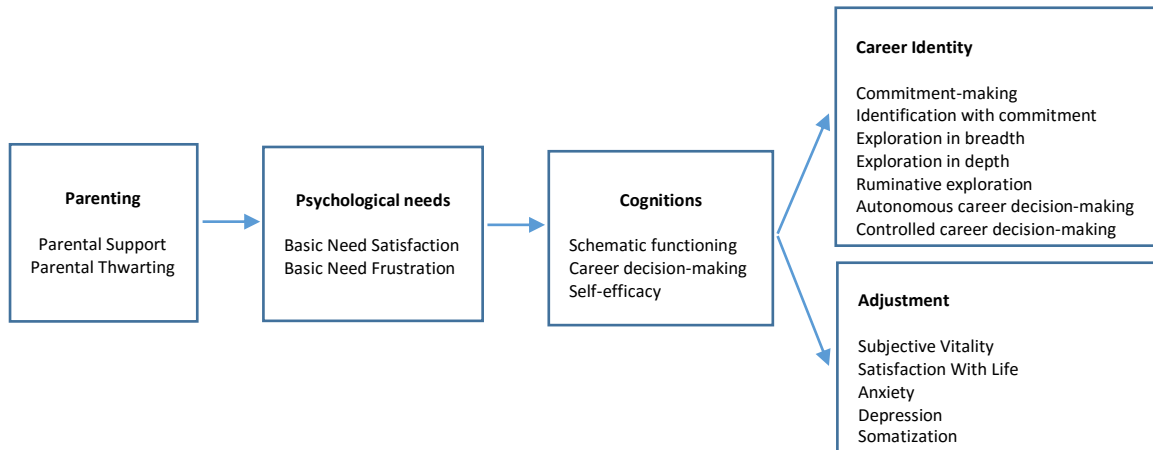 Parenting
Parental Support
Parental Thwarting
Psychological needs
Basic Need Satisfaction
Basic Need Frustration
Cognitions
Schematic functioning
Career decision-making
Self-efficacy
Career Identity
Commitment-making
Identification with commitment
Exploration in breadth
Exploration in depth
Ruminative exploration
Autonomous career decision-making
Controlled career decision-making
Adjustment
Subjective Vitality
Satisfaction With Life
Anxiety
Depression
Somatization